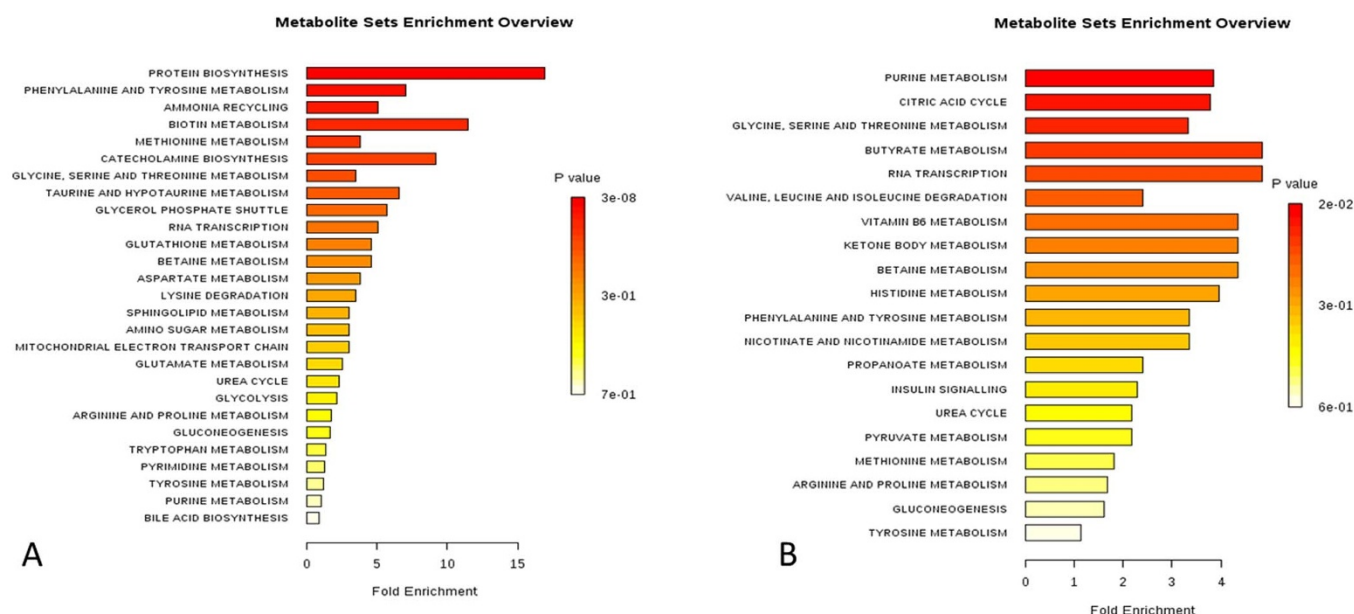 Metabolite Sets Enrichment Overview
PROTEIN BIOSYNTHESIS
PHENYLALANINE AND TYROSINE METABOLISM
AMMONIA RECYCLING
BIOTIN METABOLISM
METHIONINE METABOLISM
CATECHOLAMINE BIOSYNTHESIS
GLYCINE, SERINE AND THREONINE METABOLISM
TAURINE AND HYPOTAURINE METABOLISM
GLYCEROL PHOSPHATE SHUTTLE
RNA TRANSCRIPTION
GLUTATHIONE METABOLISM
BETAINE METABOLISM
ASPARTATE METABOLISM
LYSINE DEGRADATION
SPHINGOLIPID METABOLISM
AMINO SUGAR METABOLISM
MITOCHONDRIAL ELECTRON TRANSPORT CHAIN
GLUTAMATE METABOLISM
UREA CYCLE
GLYCOLYSIS
ARGININE AND PROLINE METABOLISM
GLUCONEOGENESIS
TRYPTOPHAN METABOLISM
PYRIMIDINE METABOLISM
TYROSINE METABOLISM
PURINE METABOLISM
BILE ACID BIOSYNTHESIS
0 5 10 15
Fold Enrichment
P value
3e-08
3e-01
7e-01
A
Metabolite Sets Enrichment Overview
PURINE METABOLISM
CITRIC ACID CYCLE
GLYCINE, SERINE AND THREONINE METABOLISM
BUTYRATE METABOLISM
RNA TRANSCRIPTION
VALINE, LEUCINE AND ISOLEUCINE DEGRADATION
VITAMIN B6 METABOLISM
KETONE BODY METABOLISM
BETAINE METABOLISM
HISTIDINE METABOLISM
PHENYLALANINE AND TYROSINE METABOLISM
NICOTINATE AND NICOTINAMIDE METABOLISM
PROPANOATE METABOLISM
INSULIN SIGNALLING
UREA CYCLE
PYRUVATE METABOLISM
METHIONINE METABOLISM
ARGININE AND PROLINE METABOLISM
GLUCONEOGENESIS
TYROSINE METABOLISM
0 1 2 3 4
Fold Enrichment
P value
2e-02
3e-01
6e-01
B